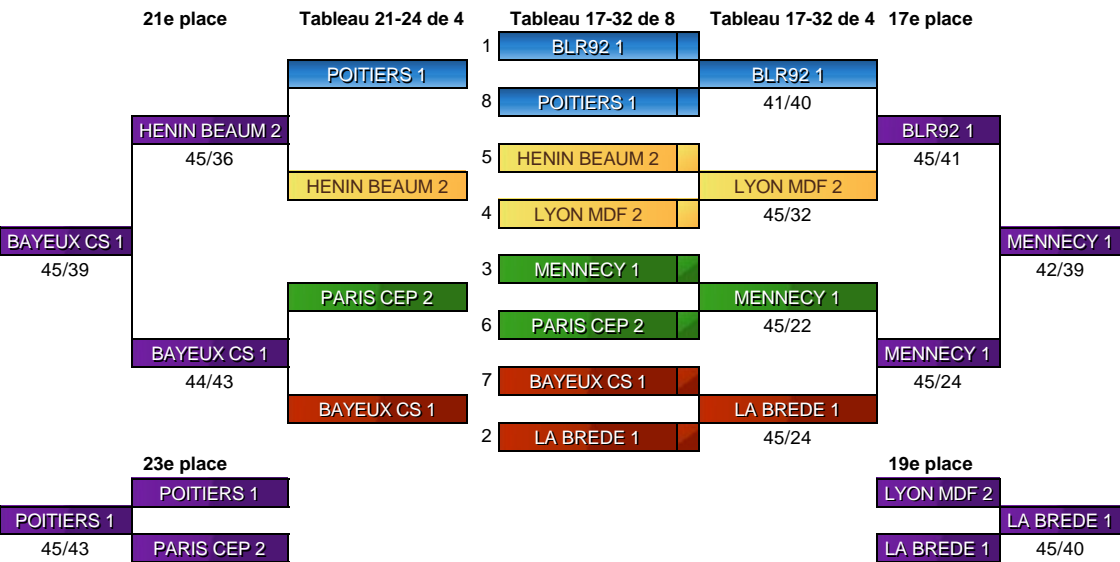 21e place Tableau 21-24 de 4 Tableau 17-32 de 8 Tableau 17-32 de 4 17e place
1 BLR92 1
POITIERS 1 BLR92 1
8 POITIERS 1 41/40
HENIN BEAUM 2 BLR92 1
45/36 5 HENIN BEAUM 2 45/41
HENIN BEAUM 2 LYON MDF 2
4 LYON MDF 2 45/32
BAYEUX CS 1 MENNECY 1
45/39 3 MENNECY 1 42/39
PARIS CEP 2 MENNECY 1
6 PARIS CEP 2 45/22
BAYEUX CS 1 MENNECY 1
44/43 7 BAYEUX CS 1 45/24
BAYEUX CS 1 LA BREDE 1
2 LA BREDE 1 45/24
23e place 19e place
POITIERS 1 LYON MDF 2
POITIERS 1 LA BREDE 1
45/43 PARIS CEP 2 LA BREDE 1 45/40